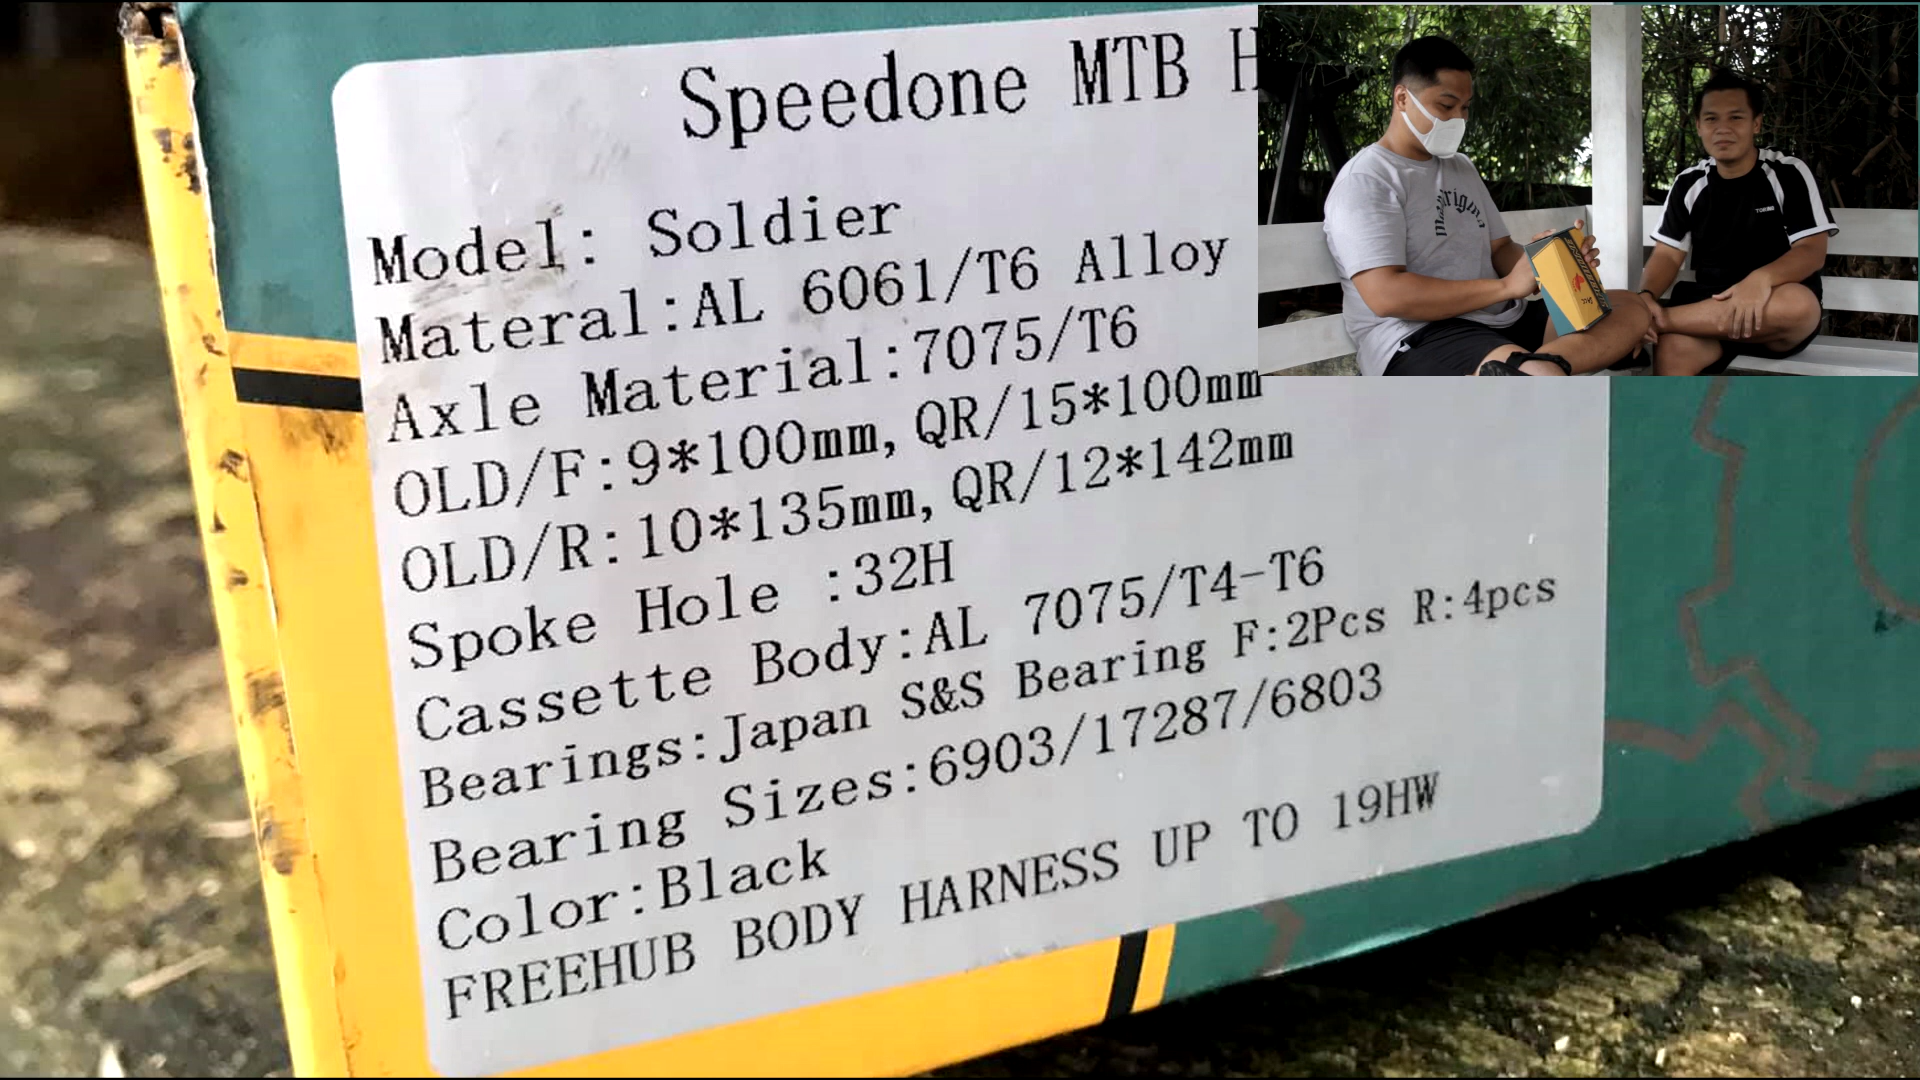 Speedone MTB H
Model: Soldier
Materal:AL 6061/T6 Alloy
Axle Material:7075/T6
OLD/F:9*100mm, QR/15*100mm
OLD/R:10*135mm, QR/12*142mm
Spoke Hole :32H
Cassette Body:AL 7075/T4-T6
Bearings:Japan S&S Bearing F:2Pcs R:4pcs
Bearing Sizes:6903/17287/6803
Color:Black
FREEHUB BODY HARNESS UP TO 19HW